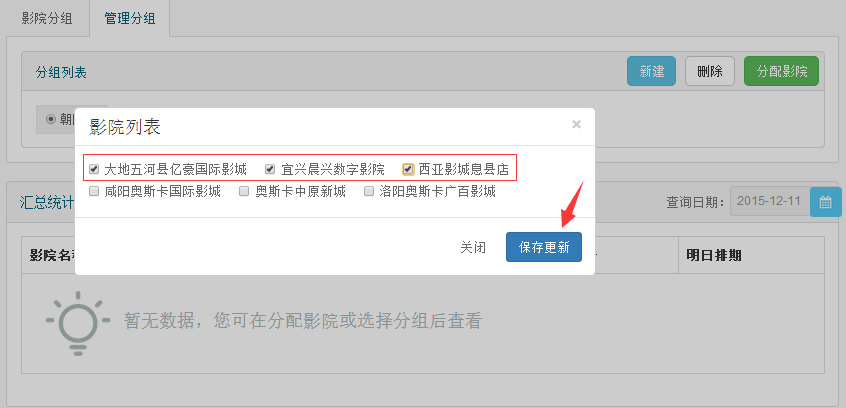 影院分组 管理分组
分组列表 新建 删除 分配影院
朝
影院列表 ×
大地五河县亿豪国际影城 宜兴晨兴数字影院 西亚影城息县店
咸阳奥斯卡国际影城 奥斯卡中原新城 洛阳奥斯卡广百影城
汇总统计 查询日期： 2015-12-11
关闭 保存更新
影院名 明日排期
暂无数据，您可在分配影院或选择分组后查看